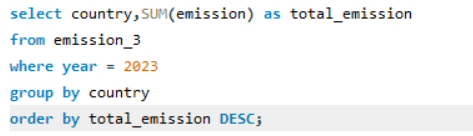 select country,SUM(emission) as total_emission
from emission_3
where year = 2023
group by country
order by total_emission DESC;